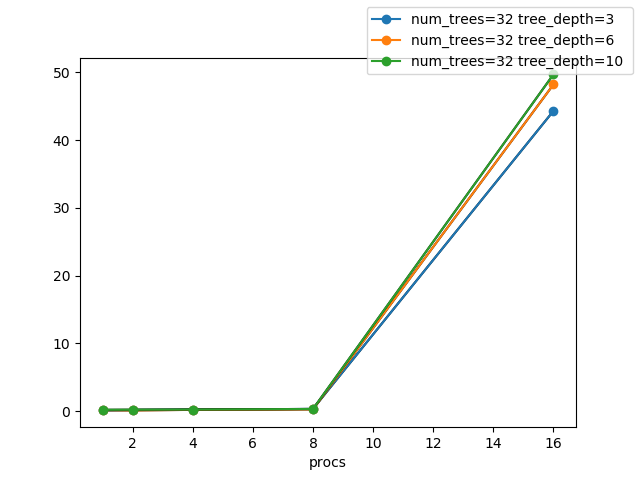 num_trees=32 tree_depth=3
num_trees=32 tree_depth=6
num_trees=32 tree_depth=10
50
40
30
20
10
0
2 4 6 8 10 12 14 16
procs